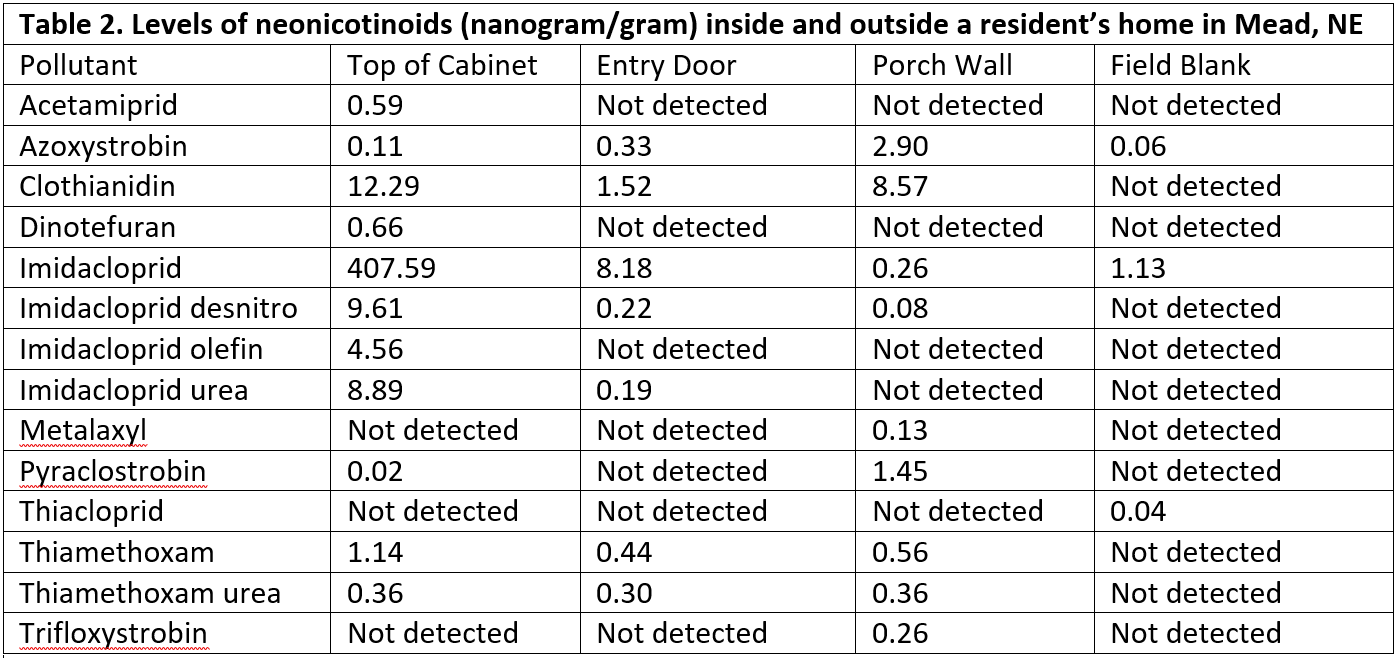 Table 2. Levels of neonicotinoids (nanogram/gram) inside and outside a resident’s home in Mead, NE
Pollutant Top of Cabinet Entry Door Porch Wall Field Blank
Acetamiprid 0.59 Not detected Not detected Not detected
Azoxystrobin 0.11 0.33 2.90 0.06
Clothianidin 12.29 1.52 8.57 Not detected
Dinotefuran 0.66 Not detected Not detected Not detected
Imidacloprid 407.59 8.18 0.26 1.13
Imidacloprid desnitro 9.61 0.22 0.08 Not detected
Imidacloprid olefin 4.56 Not detected Not detected Not detected
Imidacloprid urea 8.89 0.19 Not detected Not detected
Metalaxyl Not detected Not detected 0.13 Not detected
Pyraclostrobin 0.02 Not detected 1.45 Not detected
Thiacloprid Not detected Not detected Not detected 0.04
Thiamethoxam 1.14 0.44 0.56 Not detected
Thiamethoxam urea 0.36 0.30 0.36 Not detected
Trifloxystrobin Not detected Not detected 0.26 Not detected